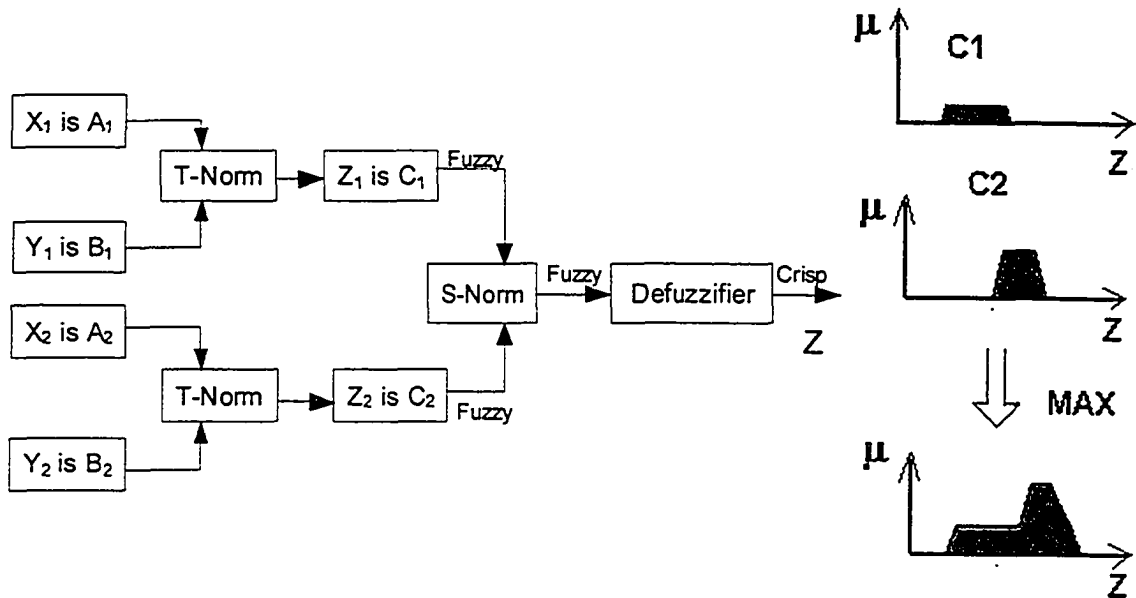 X₁ is A₁
Y₁ is B₁
T-Norm
Z₁ is C₁
Fuzzy
X₂ is A₂
Y₂ is B₂
T-Norm
Z₂ is C₂
Fuzzy
S-Norm
Fuzzy
Defuzzifier
Crisp
Z
μ
C1
Z
C2
μ
Z
MAX
μ
Z